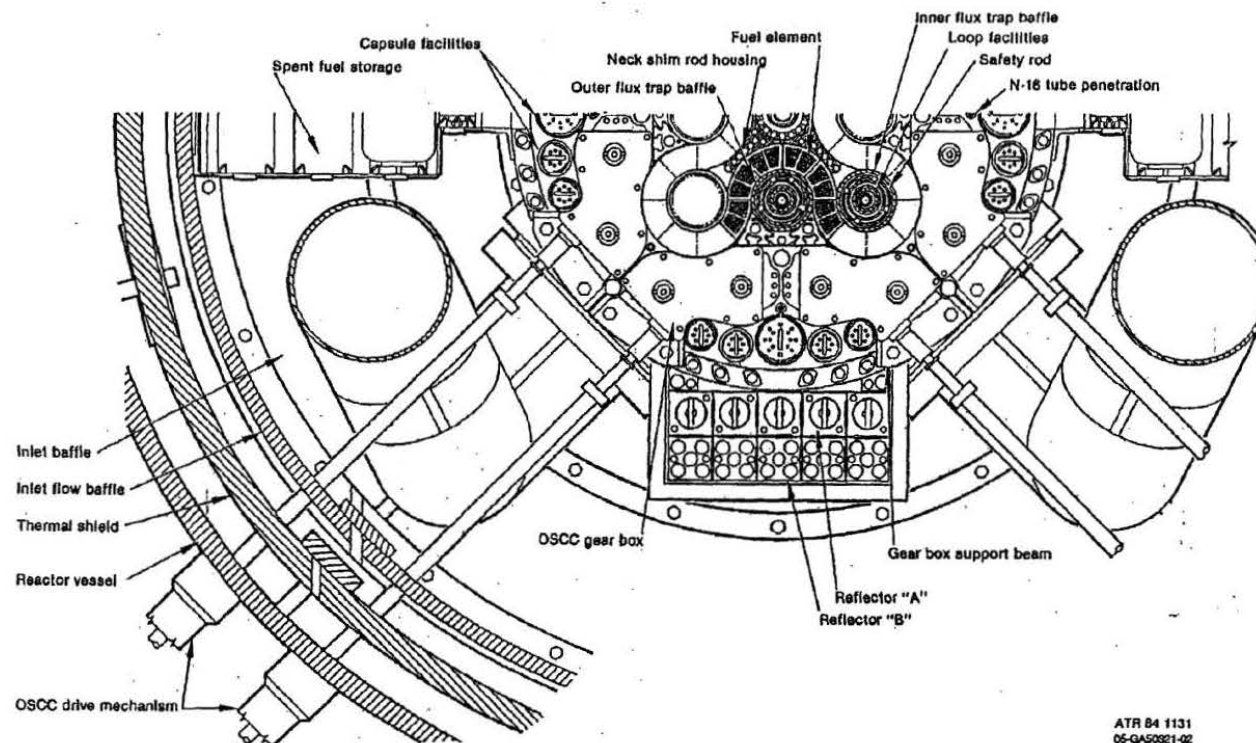 Inner flux trap baffle
Fuel element
Loop facilities
Capsule facilities
Neck shim rod housing
Safety rod
Spent fuel storage
Outer flux trap baffle
N-16 tube penetration
Inlet baffle
Inlet flow baffle
Thermal shield
Reactor vessel
OSCC gear box
Gear box support beam
Reflector "A"
Reflector "B"
OSCC drive mechanism
ATR 84 1131
05-GA50321-02